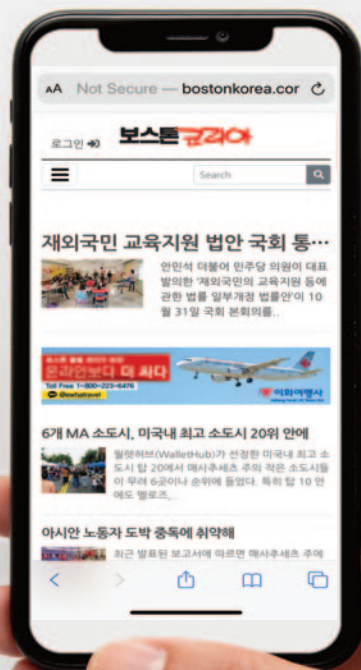 AA Not Secure — bostonkorea.cor
로그인
보스톤코리아
Search
재외국민 교육지원 법안 국회 통…
안민석 더불어 민주당 의원이 대표
발의한 '재외국민의 교육지원 등에
관한 법률 일부개정 법률안'이 10
월 31일 국회 본회의를..
온라인보다 더 싸다
Toll Free 1-800-223-6476
@ewhatravel
이화여행사
6개 MA 소도시, 미국내 최고 소도시 20위 안에
월렛허브(WalletHub)가 선정한 미국내 최고 소
도시 탑 20에서 매사추세츠 주의 작은 소도시들
이 무려 6곳이나 순위에 들었다. 특히 탑 10 안
에도 멜로즈,
아시안 노동자 도박 중독에 취약해
최근 발표된 보고서에 따르면 매사추세츠 주에